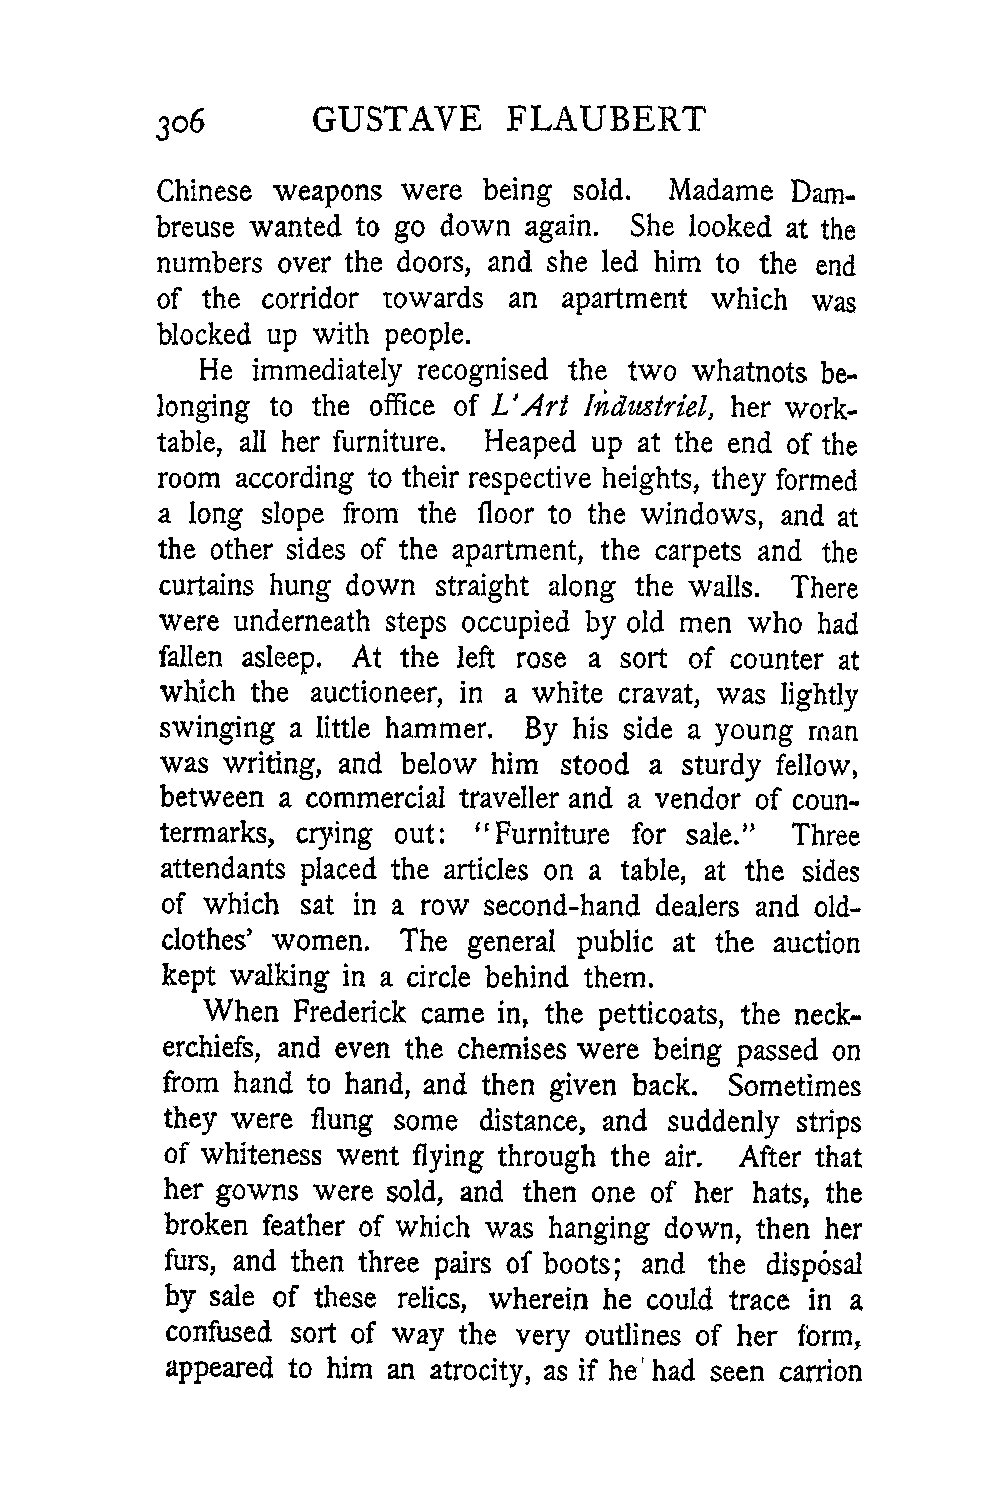 306 GUSTAVE FLAUBERT
Chinese weapons were being sold. Madame Dam-
breuse wanted to go down again. She looked at the
numbers over the doors, and she led him to the end
of the corridor towards an apartment which was
blocked up with people.
He immediately recognised the two whatnots be-
longing to the office of L'Art Industriel, her work-
table, all her furniture. Heaped up at the end of the
room according to their respective heights, they formed
a long slope from the floor to the windows, and at
the other sides of the apartment, the carpets and the
curtains hung down straight along the walls. There
were underneath steps occupied by old men who had
fallen asleep. At the left rose a sort of counter at
which the auctioneer, in a white cravat, was lightly
swinging a little hammer. By his side a young man
was writing, and below him stood a sturdy fellow,
between a commercial traveller and a vendor of coun-
termarks, crying out: "Furniture for sale." Three
attendants placed the articles on a table, at the sides
of which sat in a row second-hand dealers and old-
clothes' women. The general public at the auction
kept walking in a circle behind them.
When Frederick came in, the petticoats, the neck-
erchiefs, and even the chemises were being passed on
from hand to hand, and then given back. Sometimes
they were flung some distance, and suddenly strips
of whiteness went flying through the air. After that
her gowns were sold, and then one of her hats, the
broken feather of which was hanging down, then her
furs, and then three pairs of boots; and the disposal
by sale of these relics, wherein he could trace in a
confused sort of way the very outlines of her form,
appeared to him an atrocity, as if he had seen carrion